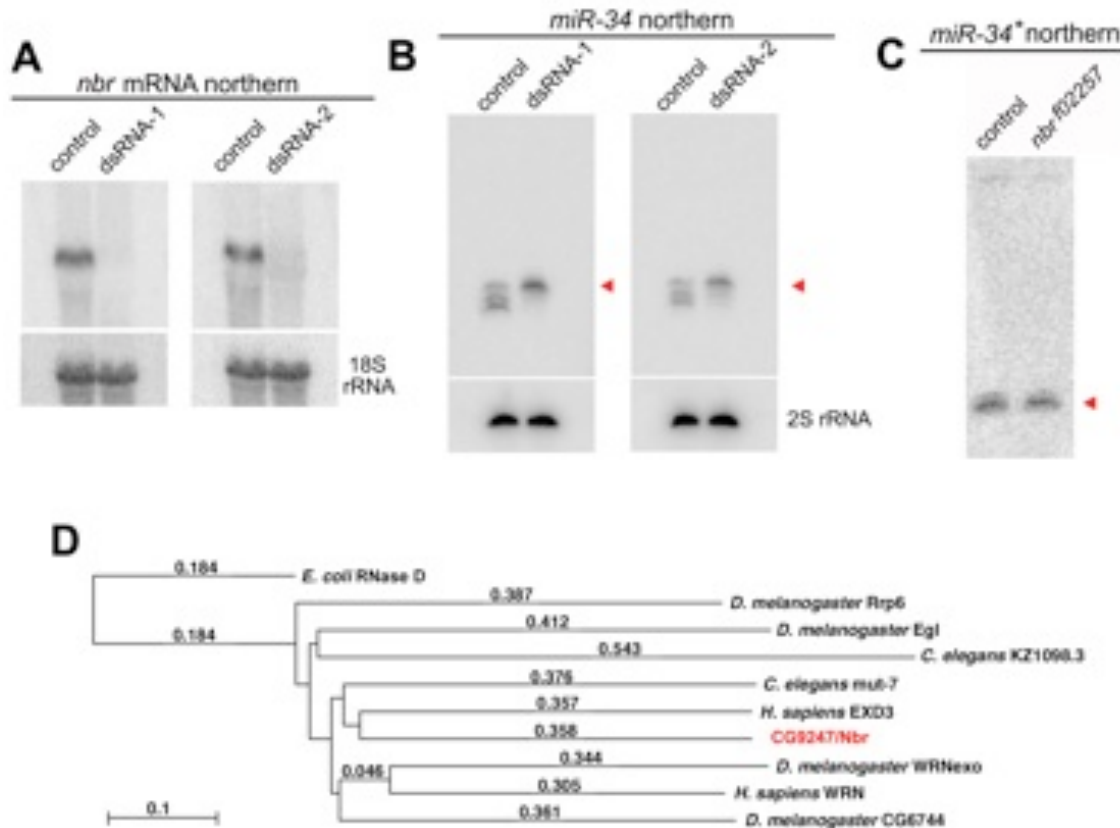 A
nbr mRNA northern
control
dsRNA-1
control
dsRNA-2
18S
rRNA
B
miR-34 northern
control
dsRNA-1
control
dsRNA-2
2S rRNA
C
miR-34* northern
control
nbr f02257
D
0.184
E. coli RNase D
0.387
D. melanogaster Rrp6
0.184
0.412
D. melanogaster Egl
0.543
C. elegans KZ1098.3
0.376
C. elegans mut-7
0.357
H. sapiens EXD3
0.358
CG9247/Nbr
0.344
D. melanogaster WRNexo
0.046
0.305
H. sapiens WRN
0.361
D. melanogaster CG6744
0.1